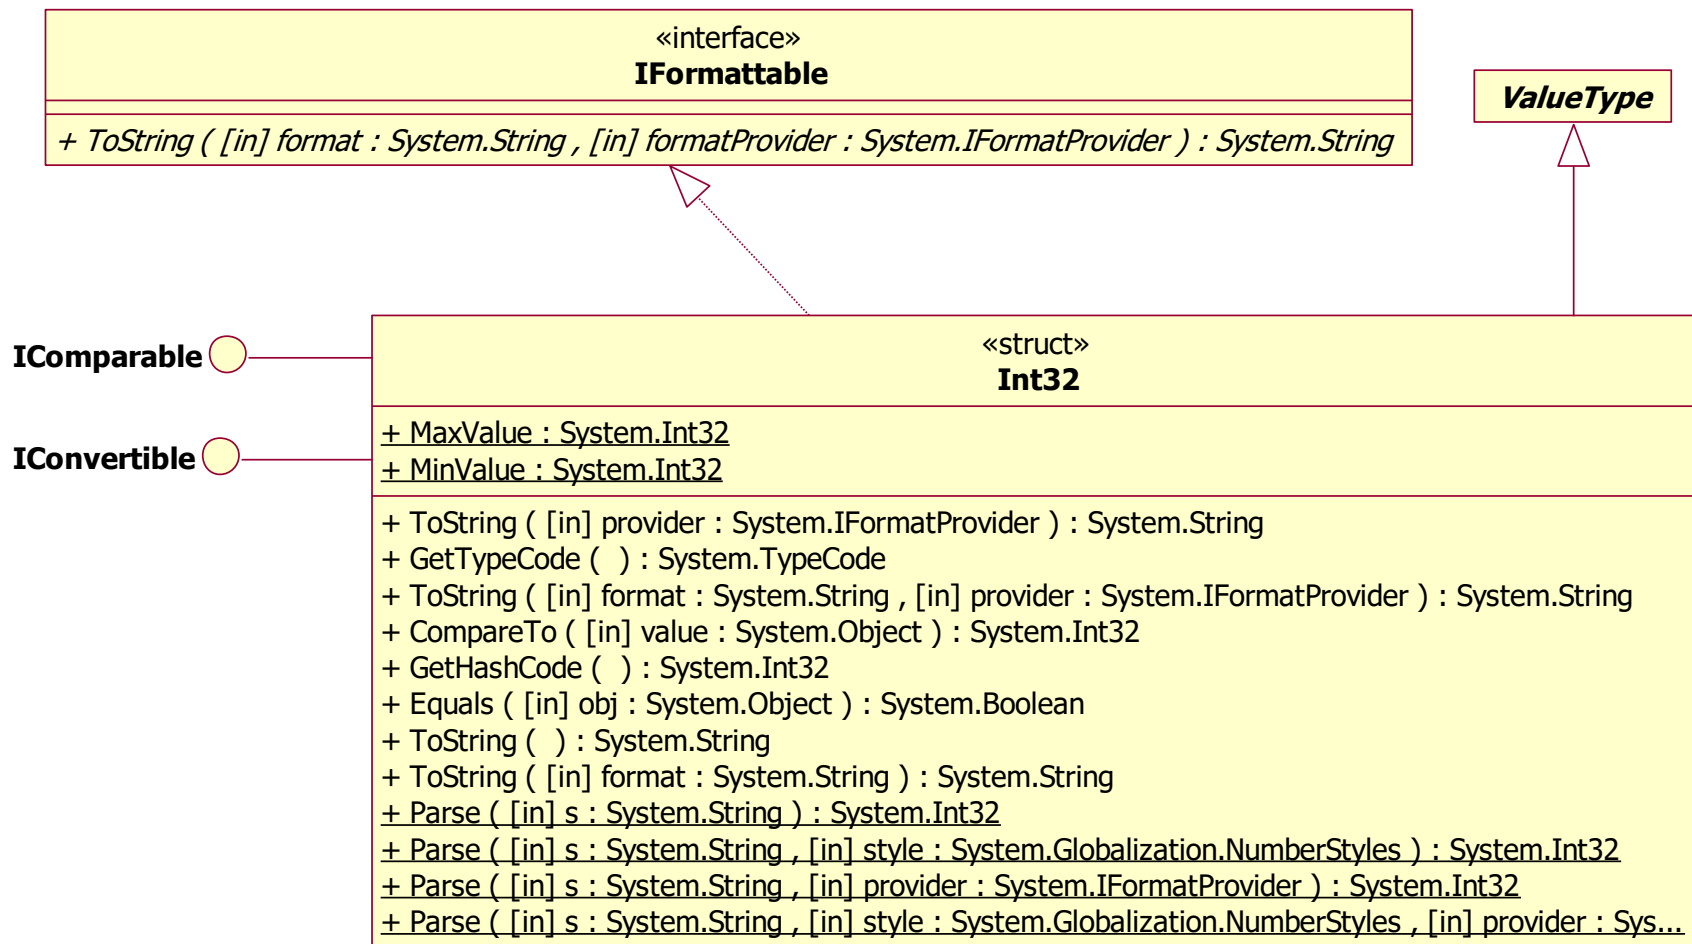 «interface»
IFormattable
+ ToString ( [in] format : System.String , [in] formatProvider : System.IFormatProvider ) : System.String
ValueType
IComparable
IConvertible
«struct»
Int32
+ MaxValue : System.Int32
+ MinValue : System.Int32
+ ToString ( [in] provider : System.IFormatProvider ) : System.String
+ GetTypeCode (  ) : System.TypeCode
+ ToString ( [in] format : System.String , [in] provider : System.IFormatProvider ) : System.String
+ CompareTo ( [in] value : System.Object ) : System.Int32
+ GetHashCode (  ) : System.Int32
+ Equals ( [in] obj : System.Object ) : System.Boolean
+ ToString (  ) : System.String
+ ToString ( [in] format : System.String ) : System.String
+ Parse ( [in] s : System.String ) : System.Int32
+ Parse ( [in] s : System.String , [in] style : System.Globalization.NumberStyles ) : System.Int32
+ Parse ( [in] s : System.String , [in] provider : System.IFormatProvider ) : System.Int32
+ Parse ( [in] s : System.String , [in] style : System.Globalization.NumberStyles , [in] provider : Sys...